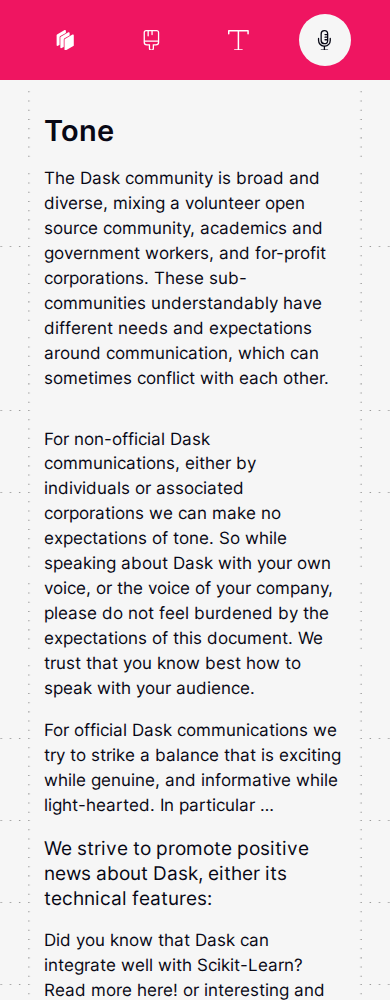 Tone
The Dask community is broad and
diverse, mixing a volunteer open
source community, academics and
government workers, and for-profit
corporations. These sub-
communities understandably have
different needs and expectations
around communication, which can
sometimes conflict with each other.
For non-official Dask
communications, either by
individuals or associated
corporations we can make no
expectations of tone. So while
speaking about Dask with your own
voice, or the voice of your company,
please do not feel burdened by the
expectations of this document. We
trust that you know best how to
speak with your audience.
For official Dask communications we
try to strike a balance that is exciting
while genuine, and informative while
light-hearted. In particular ...
We strive to promote positive
news about Dask, either its
technical features:
Did you know that Dask can
integrate well with Scikit-Learn?
Read more here! or interesting and